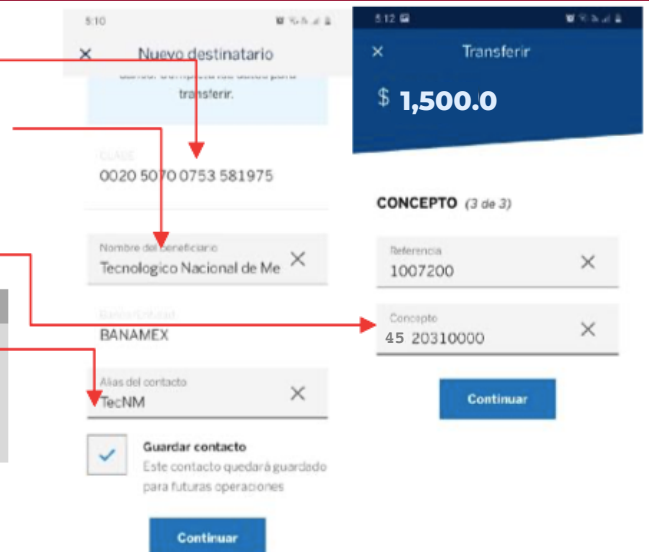 5:10
Nuevo destinatario
transferir.
CLABE
0020 5070 0753 581975
Nombre del beneficiario
Tecnologico Nacional de Me
BANAMEX
Alias del contacto
TecNM
Guardar contacto
Este contacto quedará guardado
para futuras operaciones
Continuar
5:12
Transferir
$ 1,500.0
CONCEPTO (3 de 3)
Referencia
1007200
Concepto
45 20310000
Continuar